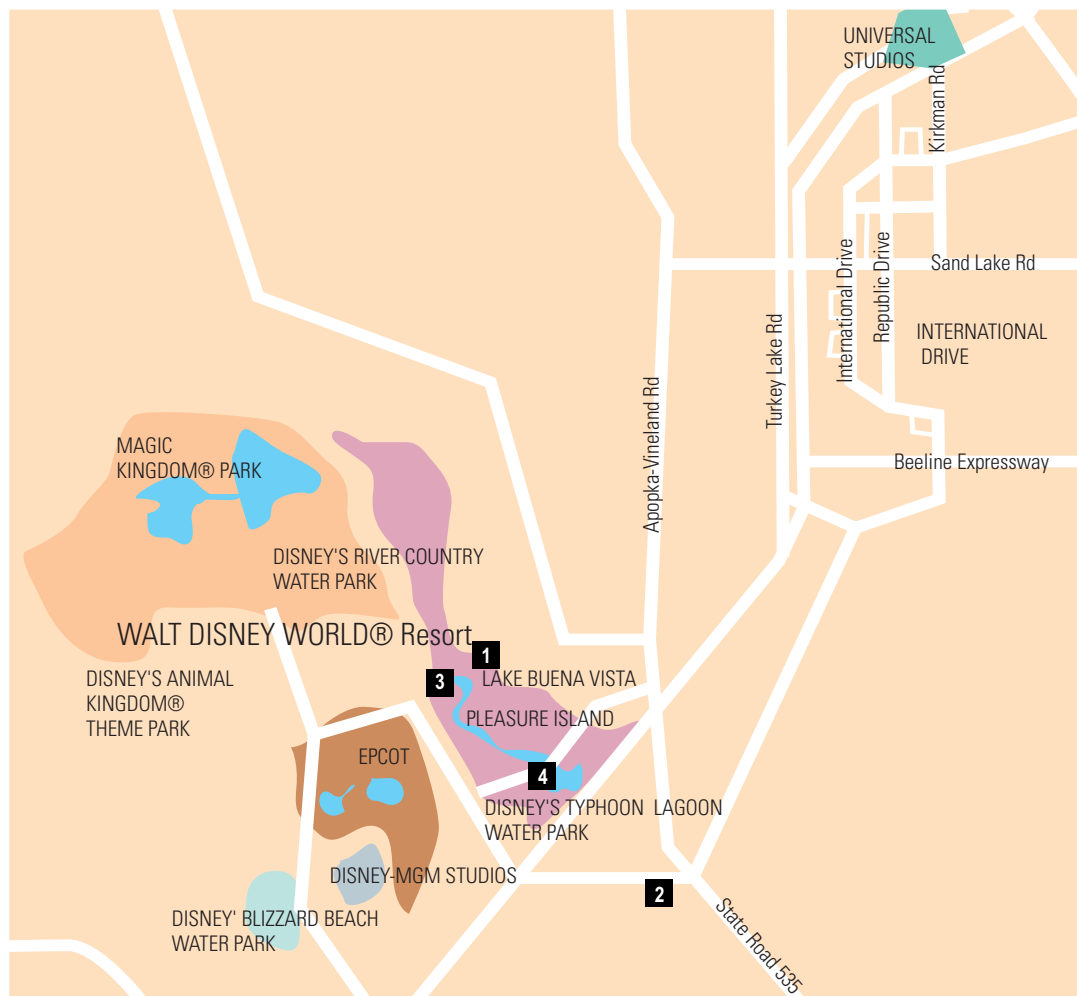 UNIVERSAL
STUDIOS
Kirkman Rd
Sand Lake Rd
International Drive
Republic Drive
INTERNATIONAL
DRIVE
Turkey Lake Rd
Apopka-Vineland Rd
Beeline Expressway
MAGIC
KINGDOM® PARK
DISNEY'S RIVER COUNTRY
WATER PARK
WALT DISNEY WORLD® Resort
1
DISNEY'S ANIMAL
KINGDOM®
THEME PARK
3
LAKE BUENA VISTA
PLEASURE ISLAND
EPCOT
4
DISNEY'S TYPHOON LAGOON
WATER PARK
DISNEY-MGM STUDIOS
2
DISNEY' BLIZZARD BEACH
WATER PARK
State Road 535